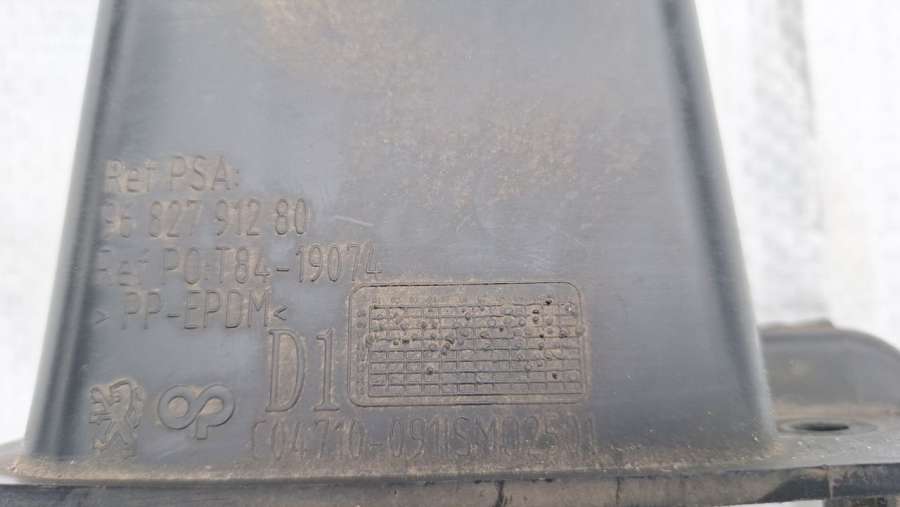 Ref PSA:
96 827 912 80
Ref PO:T84-19074
>PP-EPDM<
D1